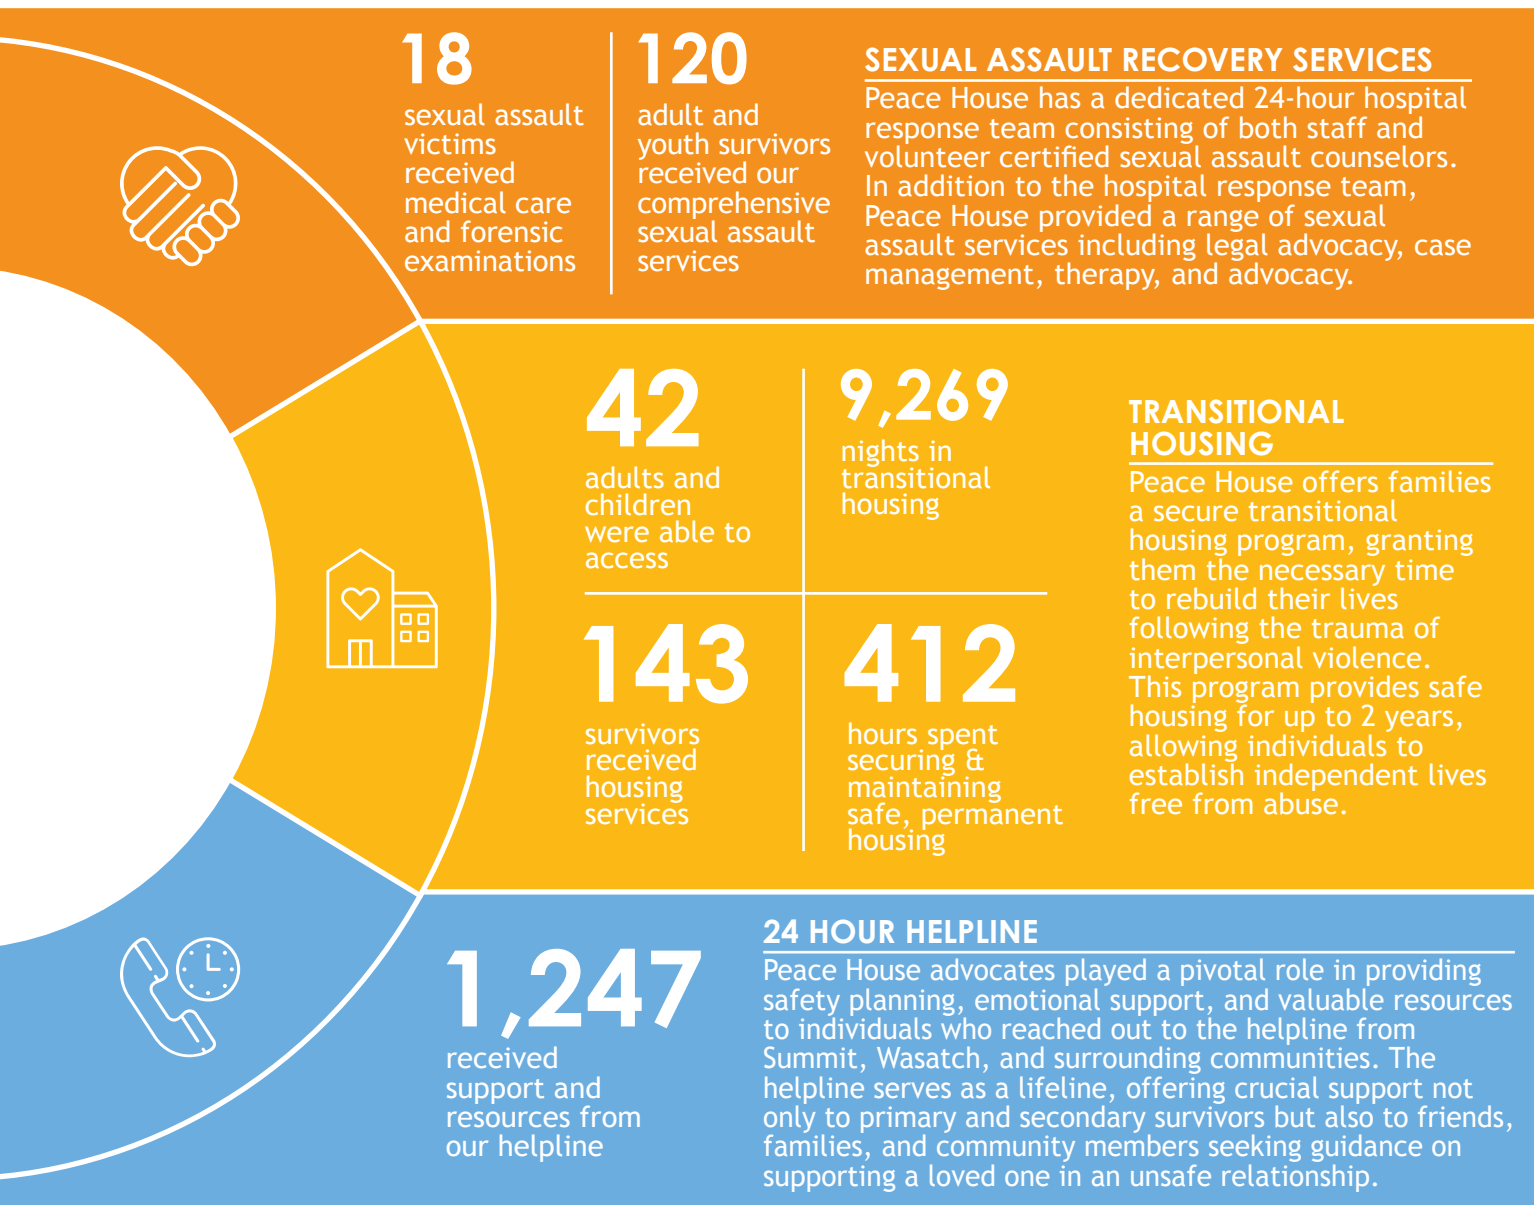 18
sexual assault
victims
received
medical care
and forensic
examinations
120
adult and
youth survivors
received our
comprehensive
sexual assault
services
SEXUAL ASSAULT RECOVERY SERVICES
Peace House has a dedicated 24-hour hospital
response team consisting of both staff and
volunteer certified sexual assault counselors.
In addition to the hospital response team,
Peace House provided a range of sexual
assault services including legal advocacy, case
management, therapy, and advocacy.
42
adults and
children
were able to
access
9,269
nights in
transitional
housing
143
survivors
received
housing
services
412
hours spent
securing &
maintaining
safe, permanent
housing
TRANSITIONAL
HOUSING
Peace House offers families
a secure transitional
housing program, granting
them the necessary time
to rebuild their lives
following the trauma of
interpersonal violence.
This program provides safe
housing for up to 2 years,
allowing individuals to
establish independent lives
free from abuse.
1,247
received
support and
resources from
our helpline
24 HOUR HELPLINE
Peace House advocates played a pivotal role in providing
safety planning, emotional support, and valuable resources
to individuals who reached out to the helpline from
Summit, Wasatch, and surrounding communities. The
helpline serves as a lifeline, offering crucial support not
only to primary and secondary survivors but also to friends,
families, and community members seeking guidance on
supporting a loved one in an unsafe relationship.